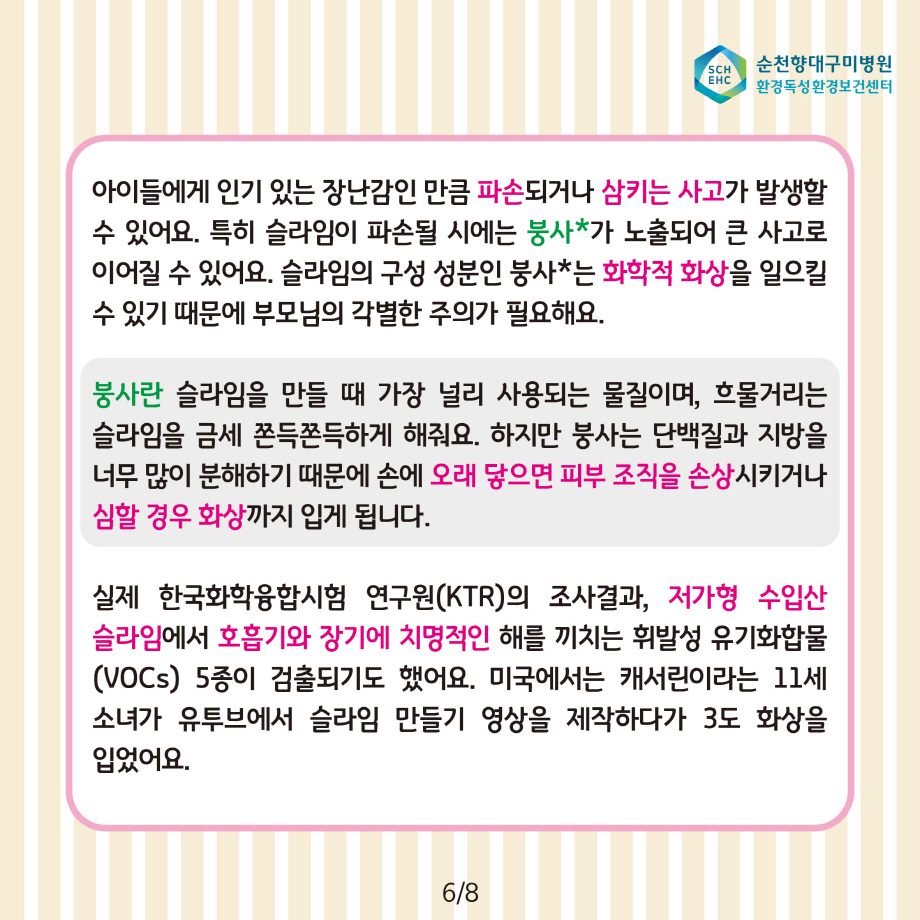 SCH
EHC
순천향대구미병원
환경독성환경보건센터
아이들에게 인기 있는 장난감인 만큼 파손되거나 삼키는 사고가 발생할
수 있어요. 특히 슬라임이 파손될 시에는 붕사*가 노출되어 큰 사고로
이어질 수 있어요. 슬라임의 구성 성분인 붕사*는 화학적 화상을 일으킬
수 있기 때문에 부모님의 각별한 주의가 필요해요.
붕사란 슬라임을 만들 때 가장 널리 사용되는 물질이며, 흐물거리는
슬라임을 금세 쫀득쫀득하게 해줘요. 하지만 붕사는 단백질과 지방을
너무 많이 분해하기 때문에 손에 오래 닿으면 피부 조직을 손상시키거나
심할 경우 화상까지 입게 됩니다.
실제 한국화학융합시험 연구원(KTR)의 조사결과, 저가형 수입산
슬라임에서 호흡기와 장기에 치명적인 해를 끼치는 휘발성 유기화합물
(VOCs) 5종이 검출되기도 했어요. 미국에서는 캐서린이라는 11세
소녀가 유투브에서 슬라임 만들기 영상을 제작하다가 3도 화상을
입었어요.
6/8